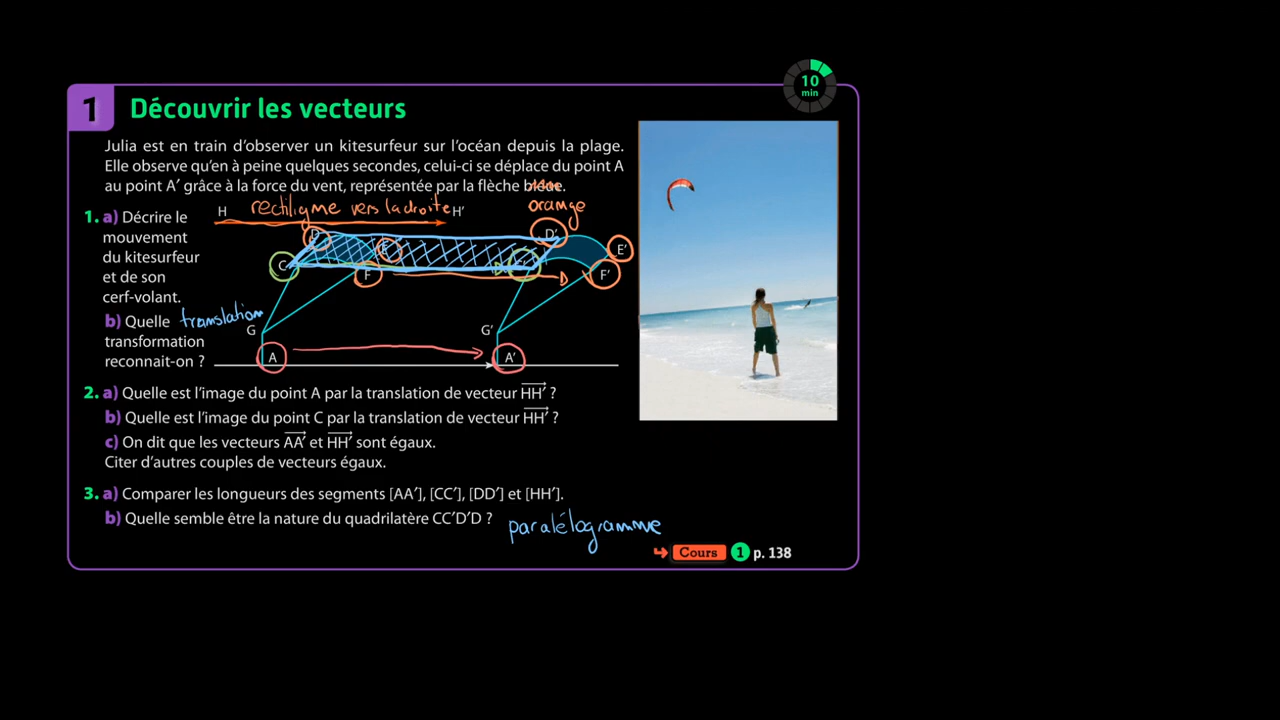 10
min
1 Découvrir les vecteurs
Julia est en train d'observer un kitesurfeur sur l'océan depuis la plage.
Elle observe qu'en à peine quelques secondes, celui-ci se déplace du point A
au point A' grâce à la force du vent, représentée par la flèche bleue.
orange
H rectiligne vers la droite H'
1. a) Décrire le
mouvement
du kitesurfeur
et de son
cerf-volant.
D D'
E E'
C C'
F F'
b) Quelle translation
transformation
reconnait-on ?
G G'
A A'
2. a) Quelle est l'image du point A par la translation de vecteur HH' ?
b) Quelle est l'image du point C par la translation de vecteur HH' ?
c) On dit que les vecteurs AA' et HH' sont égaux.
Citer d'autres couples de vecteurs égaux.
3. a) Comparer les longueurs des segments [AA'], [CC'], [DD'] et [HH'].
b) Quelle semble être la nature du quadrilatère CC'D'D ? paralélogramme
Cours 1 p. 138